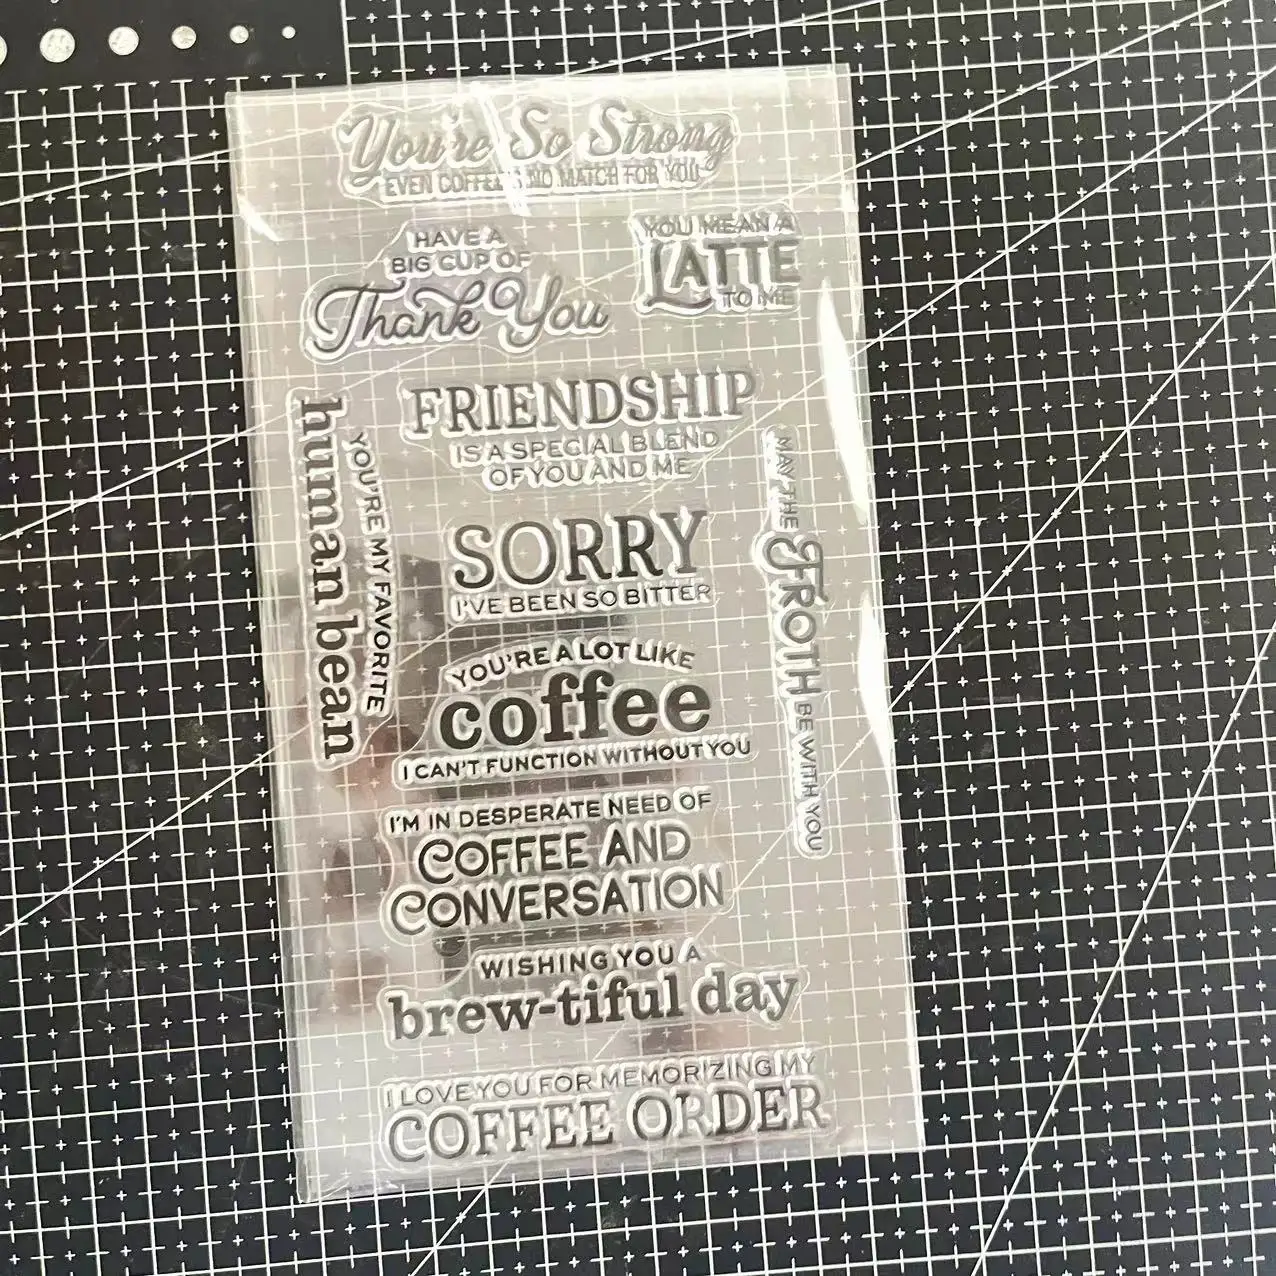 You're So Strong
EVEN COFFEE IS NO MATCH FOR YOU
HAVE A
BIG CUP OF
Thank You
YOU MEAN A
LATTE
TO ME
FRIENDSHIP
IS A SPECIAL BLEND
OF YOU AND ME
YOU'RE MY FAVORITE
human bean
MAY THE FROTH BE WITH YOU
SORRY
I'VE BEEN SO BITTER
YOU'RE A LOT LIKE
coffee
I CAN'T FUNCTION WITHOUT YOU
I'M IN DESPERATE NEED OF
COFFEE AND
CONVERSATION
WISHING YOU A
brew-tiful day
I LOVE YOU FOR MEMORIZING MY
COFFEE ORDER